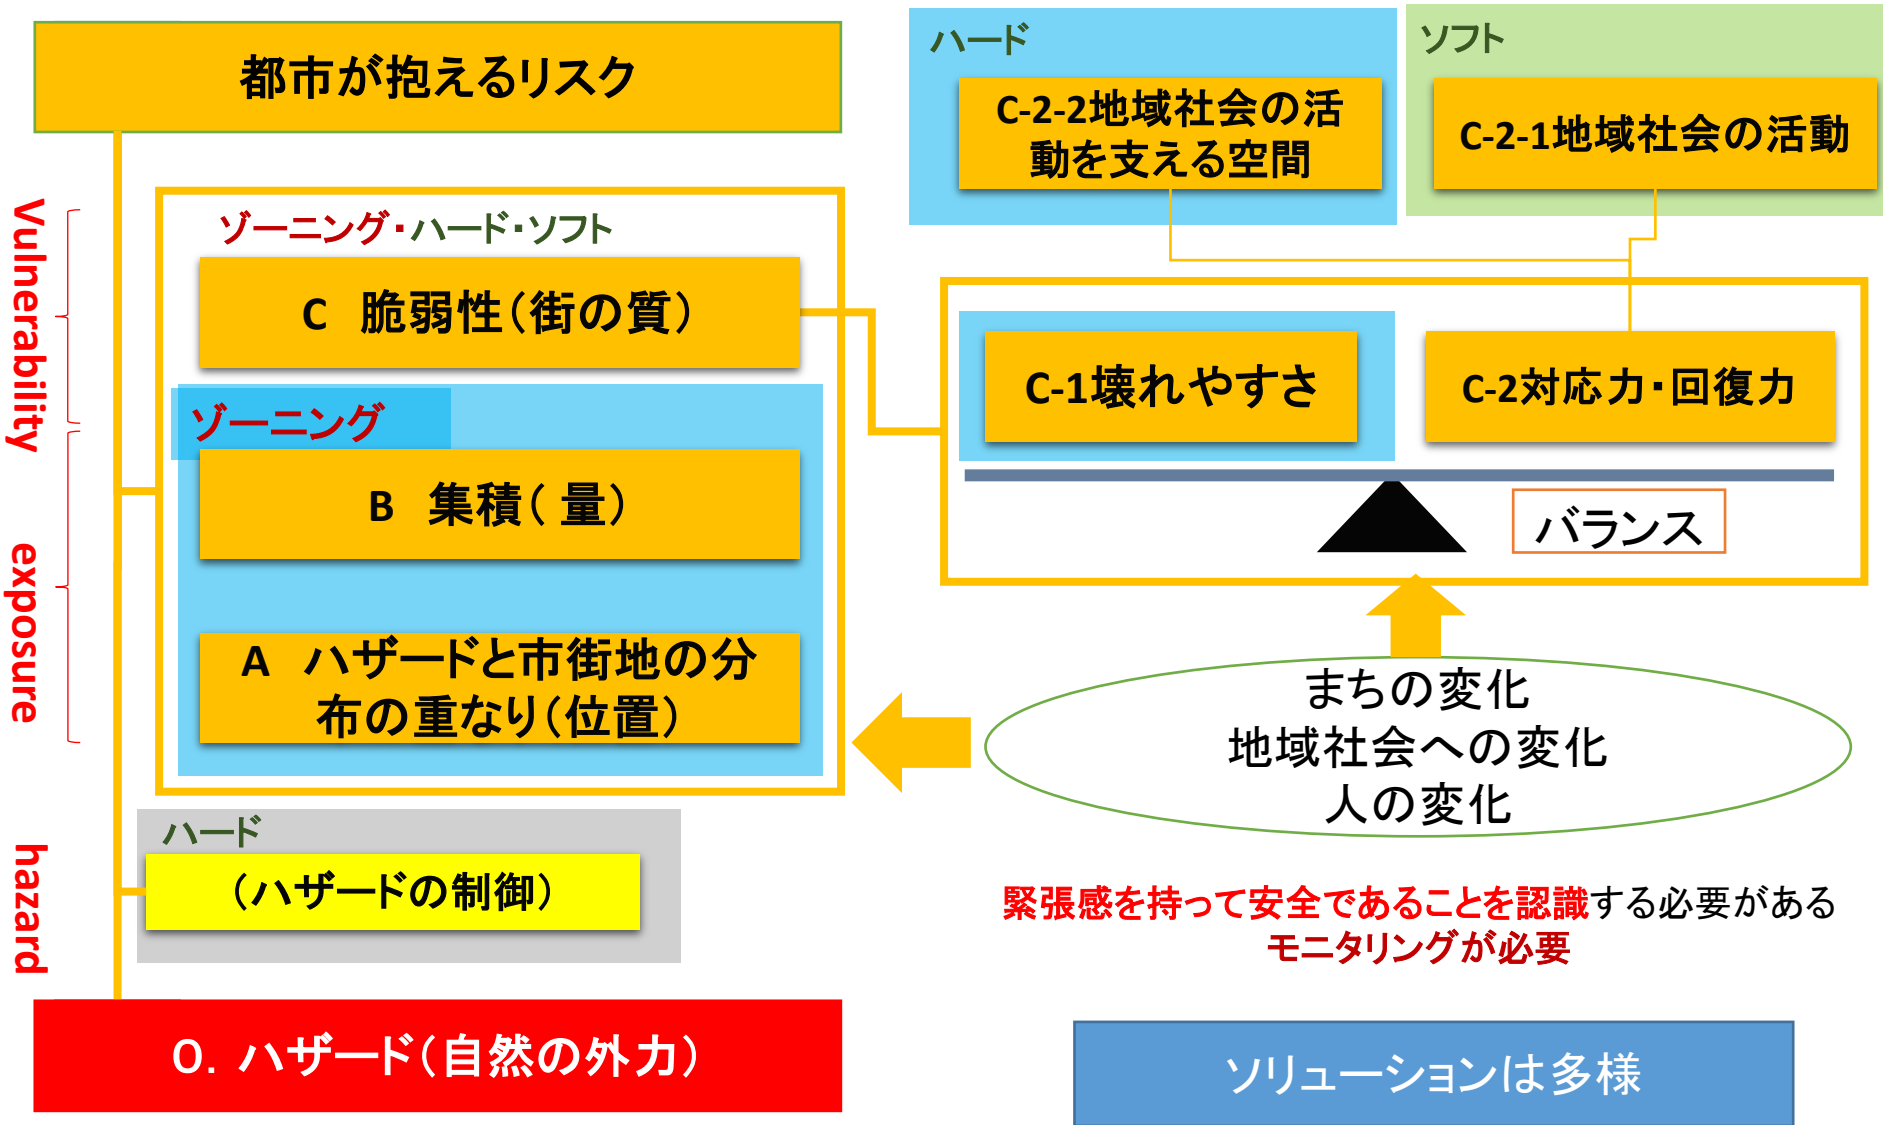 都市が抱えるリスク
ハード
C-2-2地域社会の活
動を支える空間
ソフト
C-2-1地域社会の活動
Vulnerability
exposure
hazard
ゾーニング・ハード・ソフト
C　脆弱性（街の質）
ゾーニング
B　集積（ 量）
A　ハザードと市街地の分
布の重なり（位置）
C-1壊れやすさ
C-2対応力・回復力
バランス
まちの変化
地域社会への変化
人の変化
ハード
（ハザードの制御）
緊張感を持って安全であることを認識する必要がある
モニタリングが必要
O．ハザード（自然の外力）
ソリューションは多様